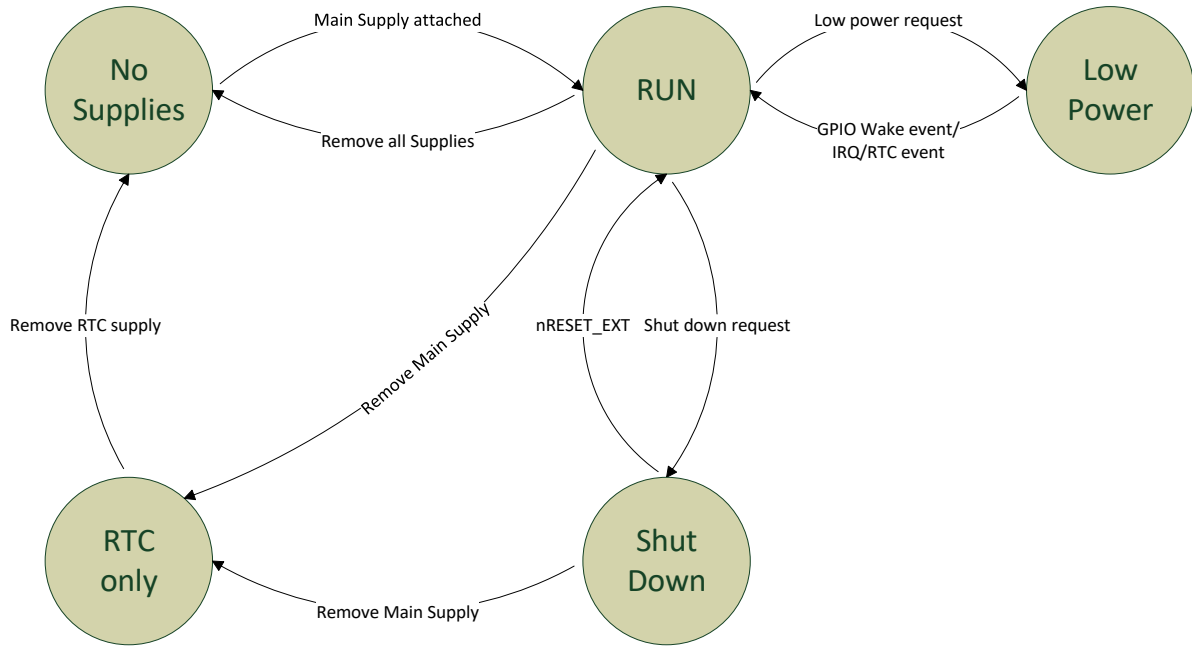 Main Supply attached
Low power request
No
Supplies
RUN
Low
Power
Remove all Supplies
GPIO Wake event/
IRQ/RTC event
Remove RTC supply
Remove Main Supply
nRESET_EXT
Shut down request
RTC
only
Shut
Down
Remove Main Supply